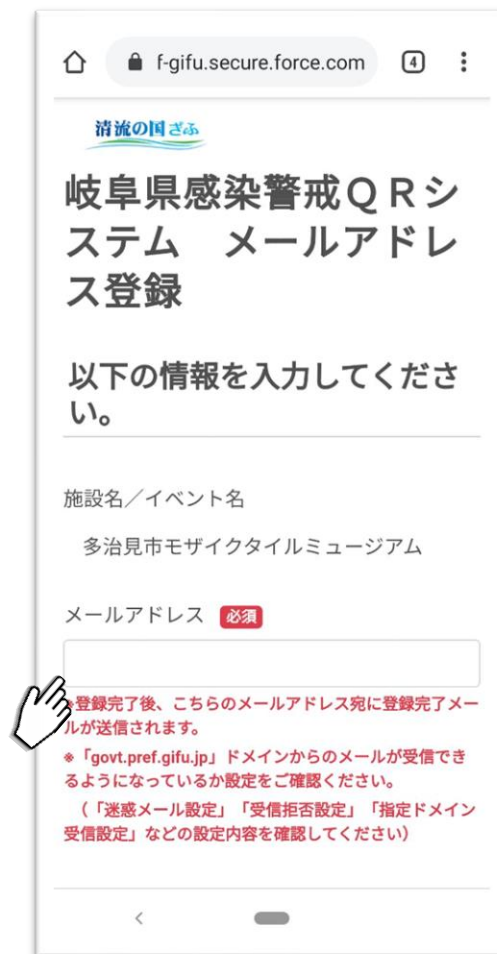 f-gifu.secure.force.com 4
清流の国ぎふ
岐阜県感染警戒ＱＲシ
ステム　メールアドレ
ス登録
以下の情報を入力してくださ
い。
施設名／イベント名
多治見市モザイクタイルミュージアム
メールアドレス 必須
※登録完了後、こちらのメールアドレス宛に登録完了メー
ルが送信されます。
※「govt.pref.gifu.jp」ドメインからのメールが受信でき
るようになっているか設定をご確認ください。
（「迷惑メール設定」「受信拒否設定」「指定ドメイン
受信設定」などの設定内容を確認してください）